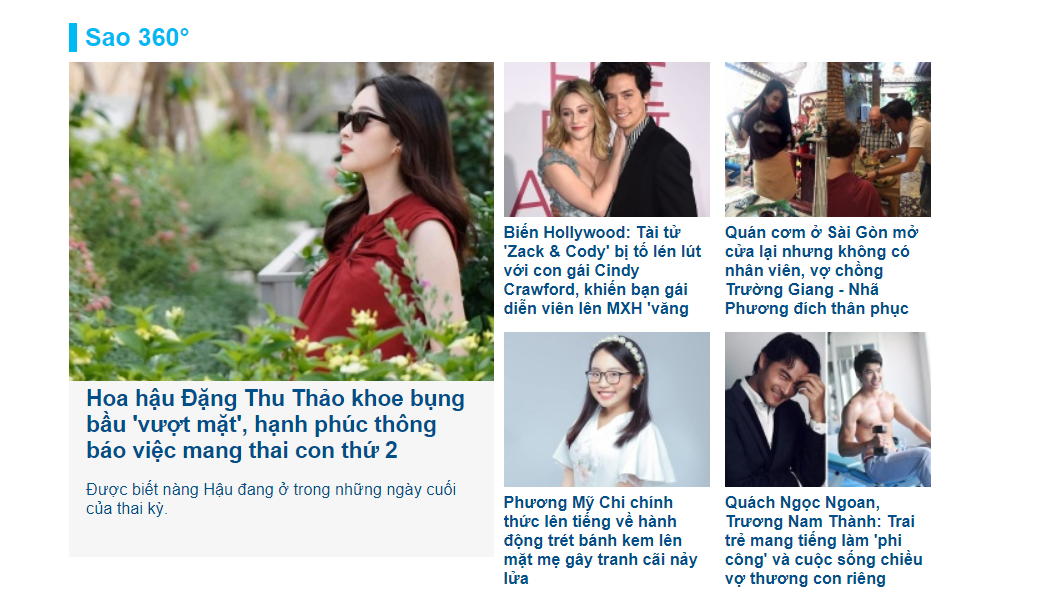 Sao 360°
Hoa hậu Đặng Thu Thảo khoe bụng
bầu 'vượt mặt', hạnh phúc thông
báo việc mang thai con thứ 2
Được biết nàng Hậu đang ở trong những ngày cuối
của thai kỳ.
Biến Hollywood: Tài tử
'Zack & Cody' bị tố lén lút
với con gái Cindy
Crawford, khiến bạn gái
diễn viên lên MXH 'văng
Quán cơm ở Sài Gòn mở
cửa lại nhưng không có
nhân viên, vợ chồng
Trường Giang - Nhã
Phương đích thân phục
Phương Mỹ Chi chính
thức lên tiếng về hành
động trét bánh kem lên
mặt mẹ gây tranh cãi nảy
lửa
Quách Ngọc Ngoan,
Trương Nam Thành: Trai
trẻ mang tiếng làm 'phi
công' và cuộc sống chiều
vợ thương con riêng